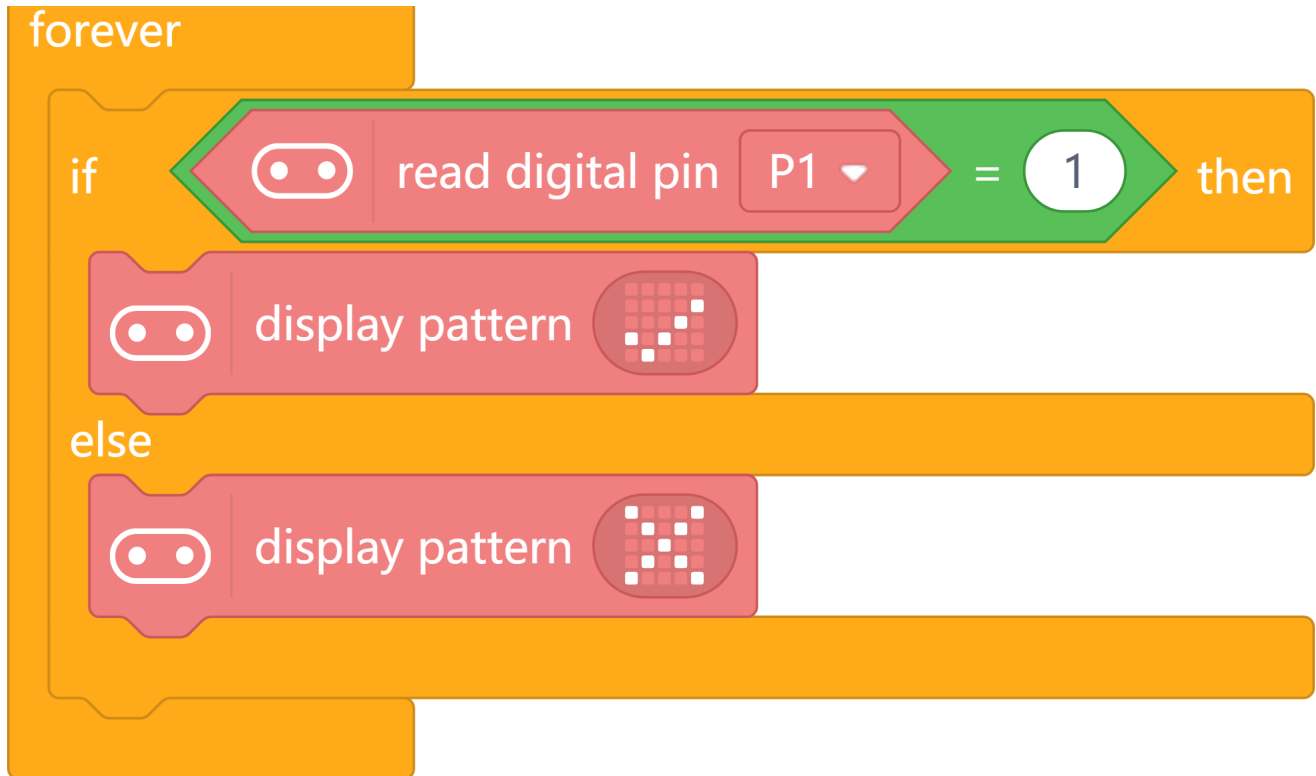 forever
if read digital pin P1 = 1 then
display pattern
else
display pattern